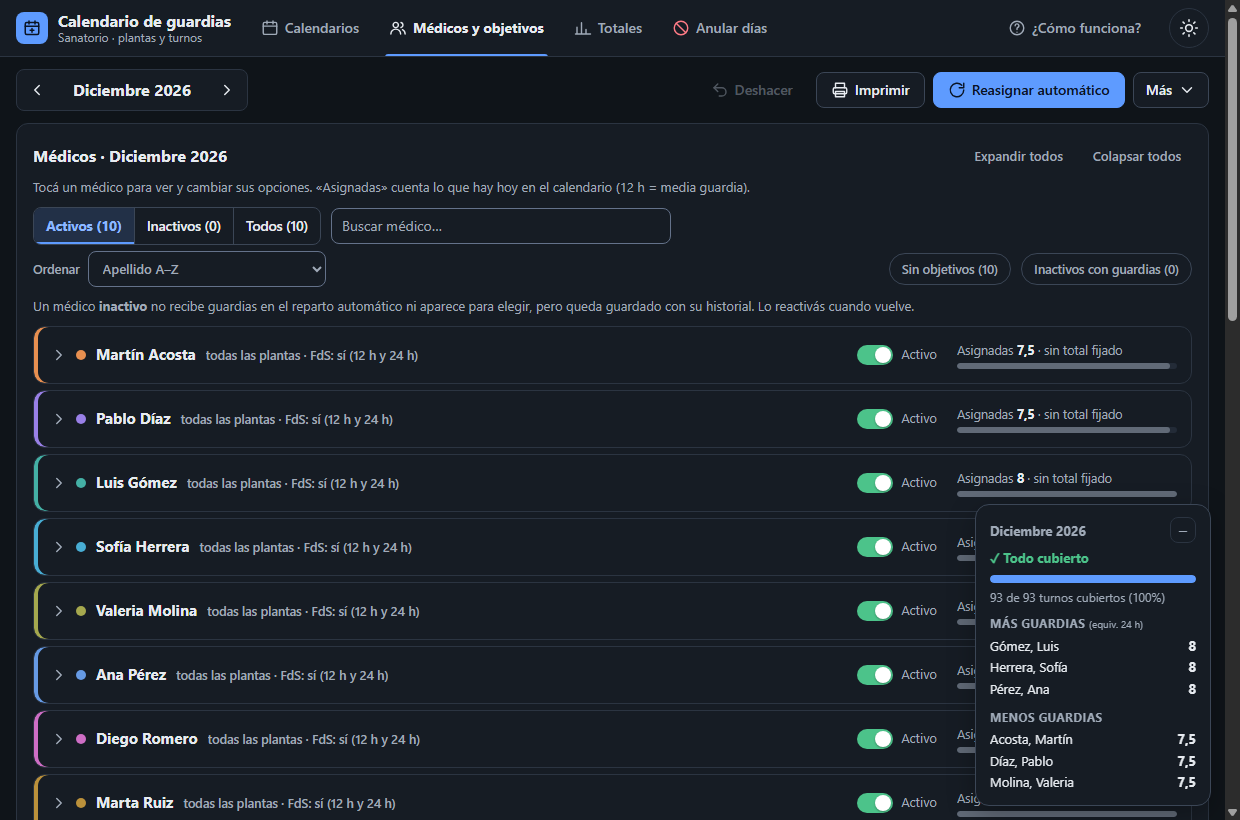 Calendario de guardias
Sanatorio · plantas y turnos
Calendarios
Médicos y objetivos
Totales
Anular días
¿Cómo funciona?
Diciembre 2026
Deshacer
Imprimir
Reasignar automático
Más
Médicos · Diciembre 2026
Expandir todos
Colapsar todos
Tocá un médico para ver y cambiar sus opciones. «Asignadas» cuenta lo que hay hoy en el calendario (12 h = media guardia).
Activos (10)
Inactivos (0)
Todos (10)
Buscar médico...
Ordenar
Apellido A–Z
Sin objetivos (10)
Inactivos con guardias (0)
Un médico inactivo no recibe guardias en el reparto automático ni aparece para elegir, pero queda guardado con su historial. Lo reactivás cuando vuelve.
Martín Acosta todas las plantas · FdS: sí (12 h y 24 h) Activo Asignadas 7,5 · sin total fijado
Pablo Díaz todas las plantas · FdS: sí (12 h y 24 h) Activo Asignadas 7,5 · sin total fijado
Luis Gómez todas las plantas · FdS: sí (12 h y 24 h) Activo Asignadas 8 · sin total fijado
Sofía Herrera todas las plantas · FdS: sí (12 h y 24 h) Activo
Valeria Molina todas las plantas · FdS: sí (12 h y 24 h) Activo
Ana Pérez todas las plantas · FdS: sí (12 h y 24 h) Activo
Diego Romero todas las plantas · FdS: sí (12 h y 24 h) Activo
Marta Ruiz todas las plantas · FdS: sí (12 h y 24 h) Activo
Diciembre 2026
✓ Todo cubierto
93 de 93 turnos cubiertos (100%)
MÁS GUARDIAS (equiv. 24 h)
Gómez, Luis 8
Herrera, Sofía 8
Pérez, Ana 8
MENOS GUARDIAS
Acosta, Martín 7,5
Díaz, Pablo 7,5
Molina, Valeria 7,5